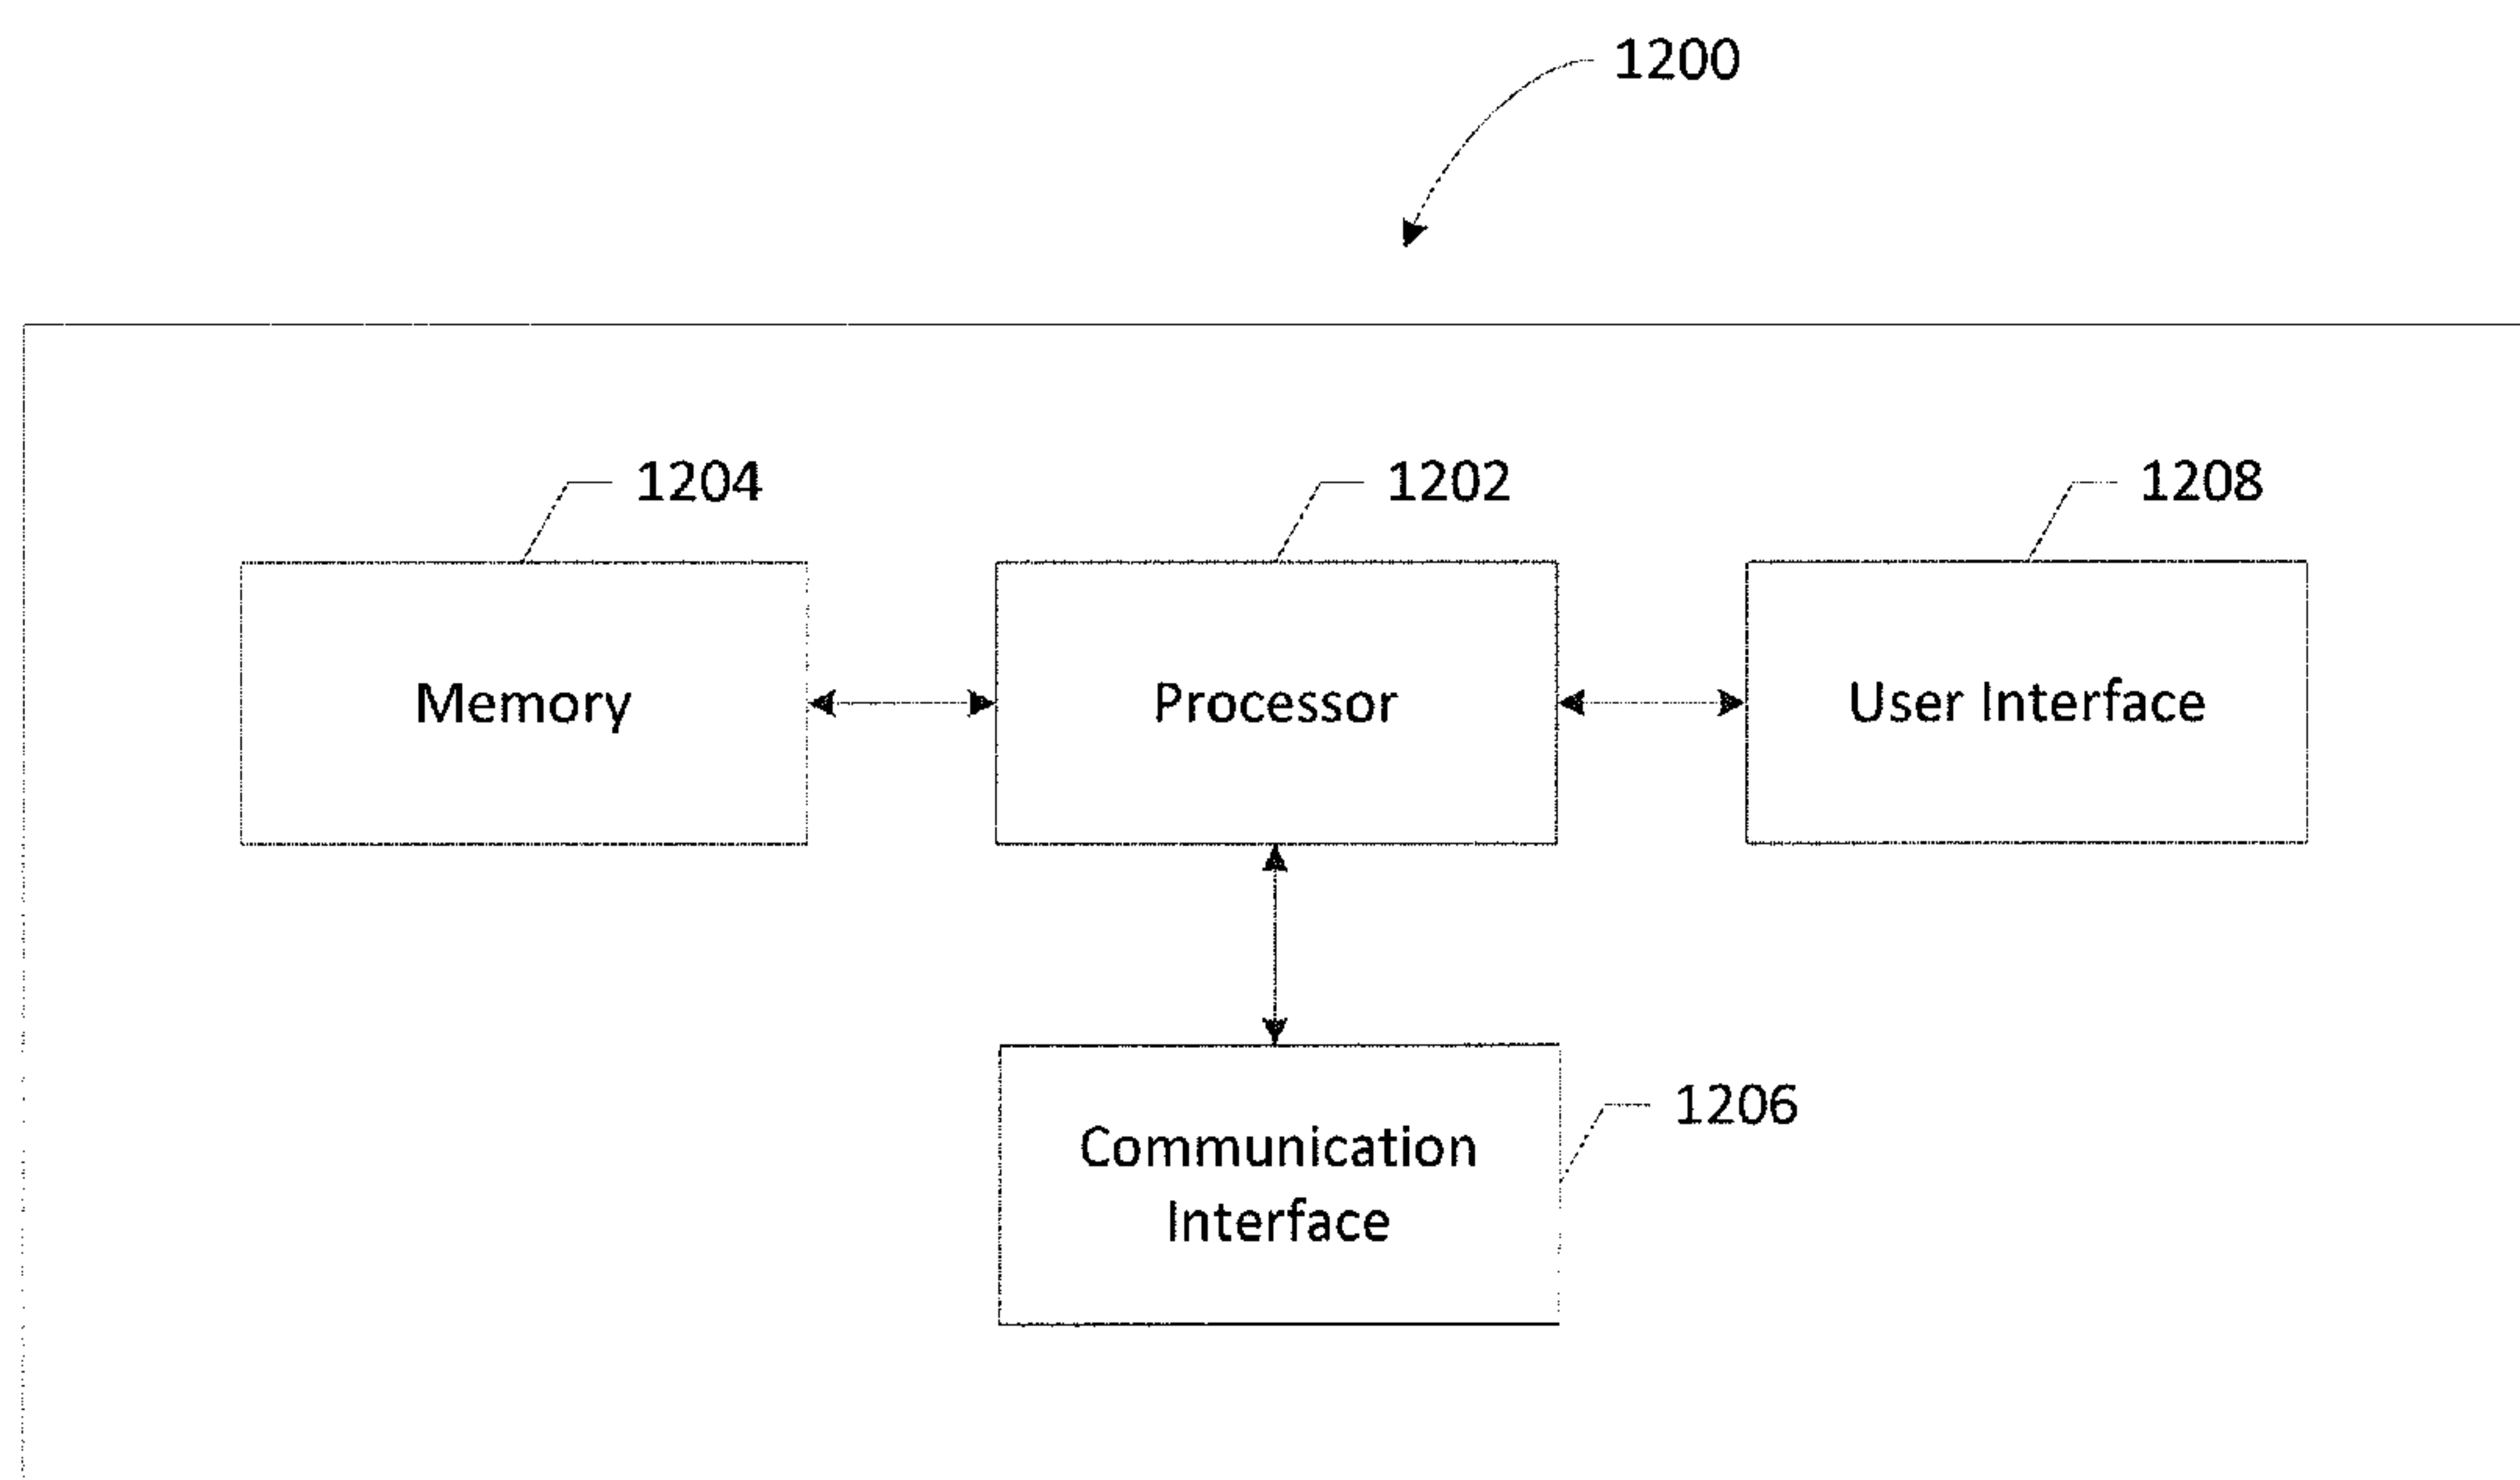 1200
1204
1202
1208
Memory
Processor
User Interface
1206
Communication
Interface